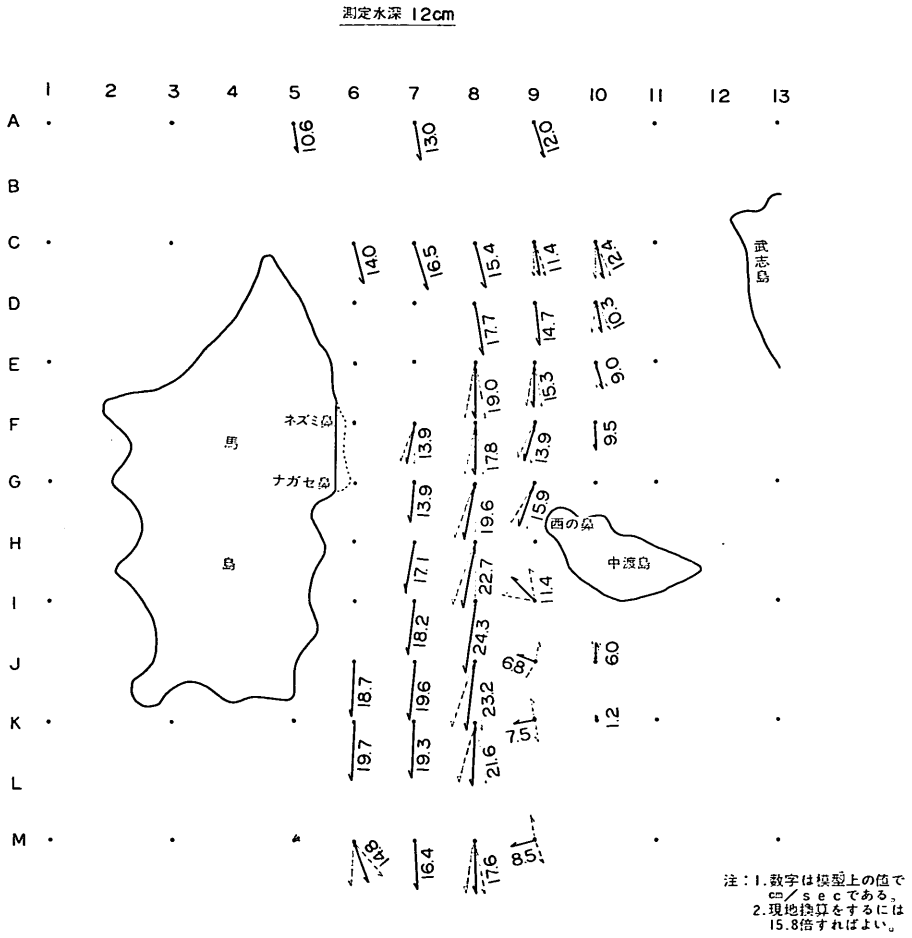 測定水深 12cm
1 2 3 4 5 6 7 8 9 10 11 12 13
A
10.6 13.0 12.0
B
C
14.0 16.5 15.4 11.4 12.4
武志島
D
17.7 14.7 10.3
E
19.0 15.3 9.0
F
ネズミ鼻
13.9 17.8 13.9 9.5
馬島
G
ナガセ鼻
13.9 19.6 15.9
西の鼻
H
17.1 22.7
中渡島
I
18.2 24.3 11.4
J
18.7 19.6 23.2 6.8 6.0
K
19.7 19.3 21.6 7.5 1.2
L
M
14.8 16.4 17.6 8.5
注:1.数字は模型上の値で
cm/secである。
2.現地換算をするには
15.8倍すればよい。